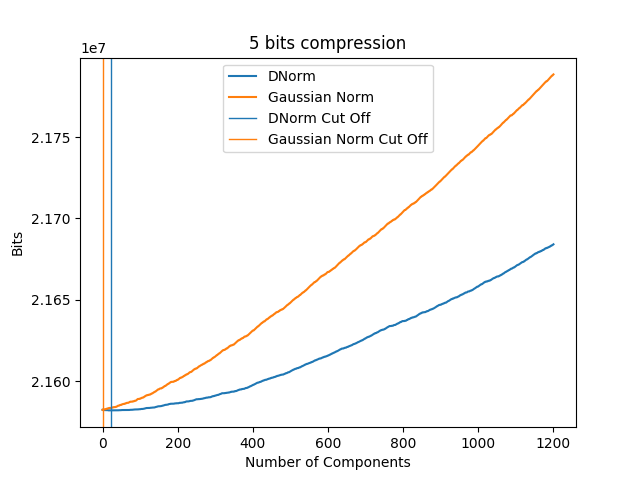 5 bits compression
1e7
DNorm
Gaussian Norm
DNorm Cut Off
Gaussian Norm Cut Off
2.175
2.170
2.165
2.160
Bits
0 200 400 600 800 1000 1200
Number of Components